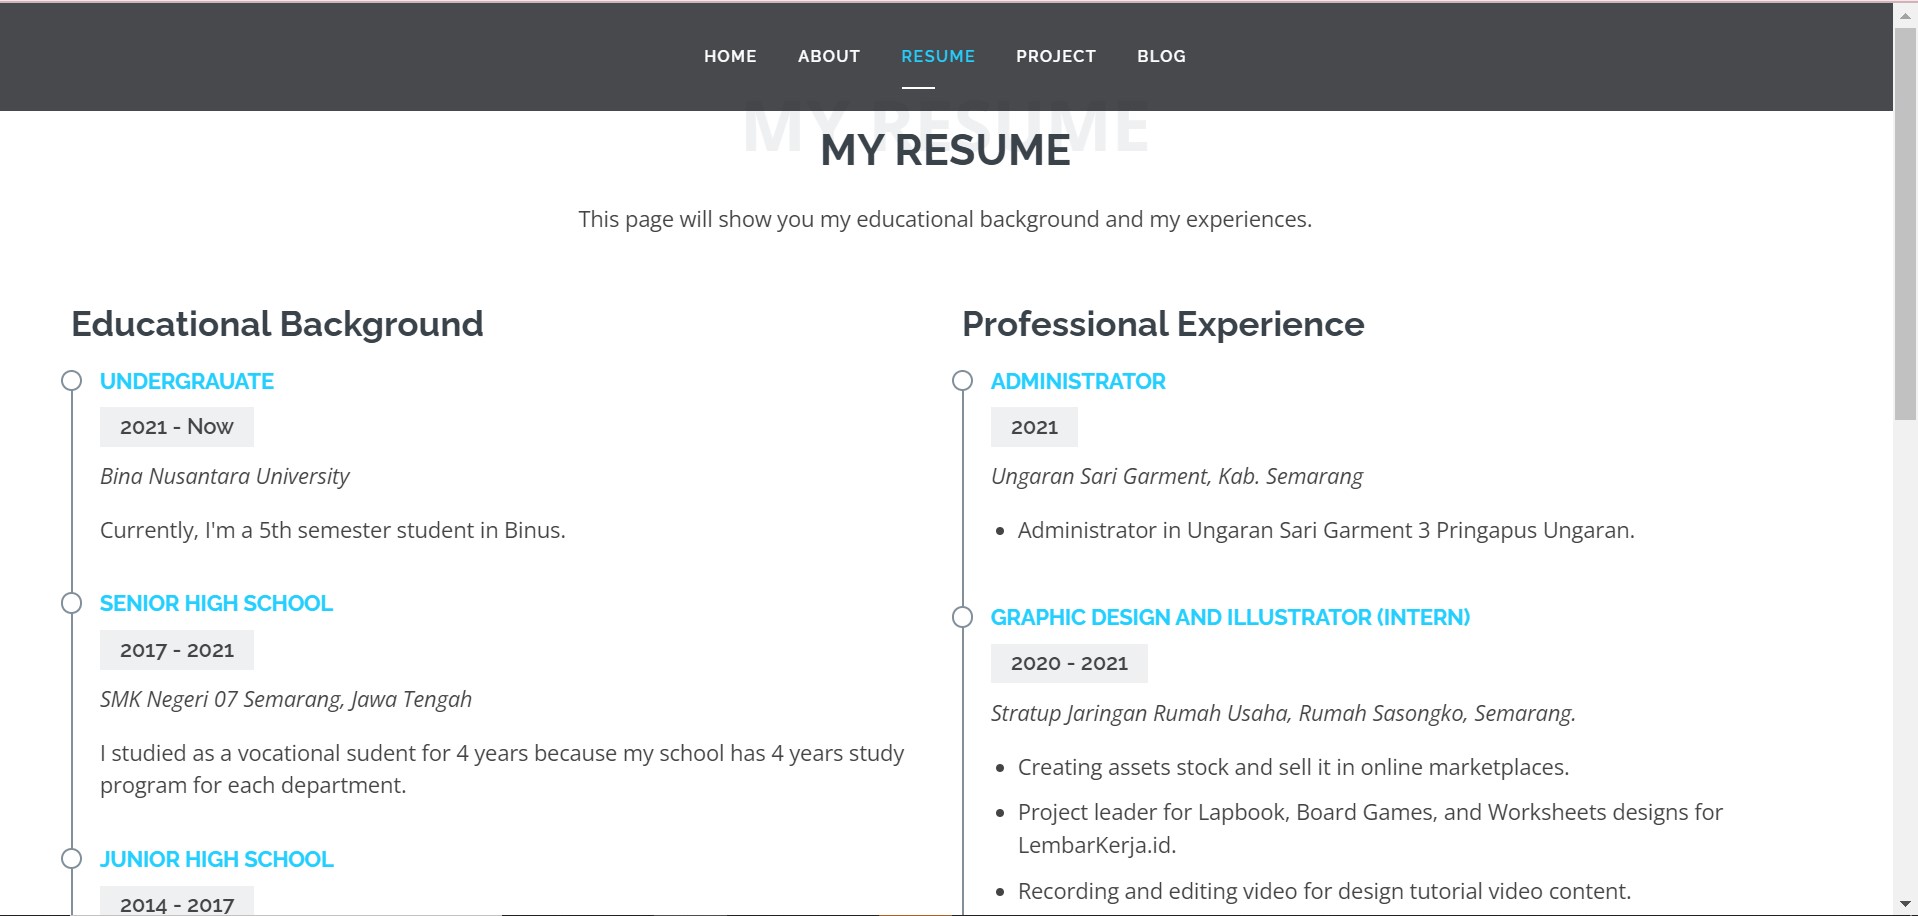 HOME ABOUT RESUME PROJECT BLOG
MY RESUME
MY RESUME
This page will show you my educational background and my experiences.
Educational Background
UNDERGRAUATE
2021 - Now
Bina Nusantara University
Currently, I'm a 5th semester student in Binus.
SENIOR HIGH SCHOOL
2017 - 2021
SMK Negeri 07 Semarang, Jawa Tengah
I studied as a vocational sudent for 4 years because my school has 4 years study
program for each department.
JUNIOR HIGH SCHOOL
2014 - 2017
Professional Experience
ADMINISTRATOR
2021
Ungaran Sari Garment, Kab. Semarang
Administrator in Ungaran Sari Garment 3 Pringapus Ungaran.
GRAPHIC DESIGN AND ILLUSTRATOR (INTERN)
2020 - 2021
Stratup Jaringan Rumah Usaha, Rumah Sasongko, Semarang.
Creating assets stock and sell it in online marketplaces.
Project leader for Lapbook, Board Games, and Worksheets designs for
LembarKerja.id.
Recording and editing video for design tutorial video content.